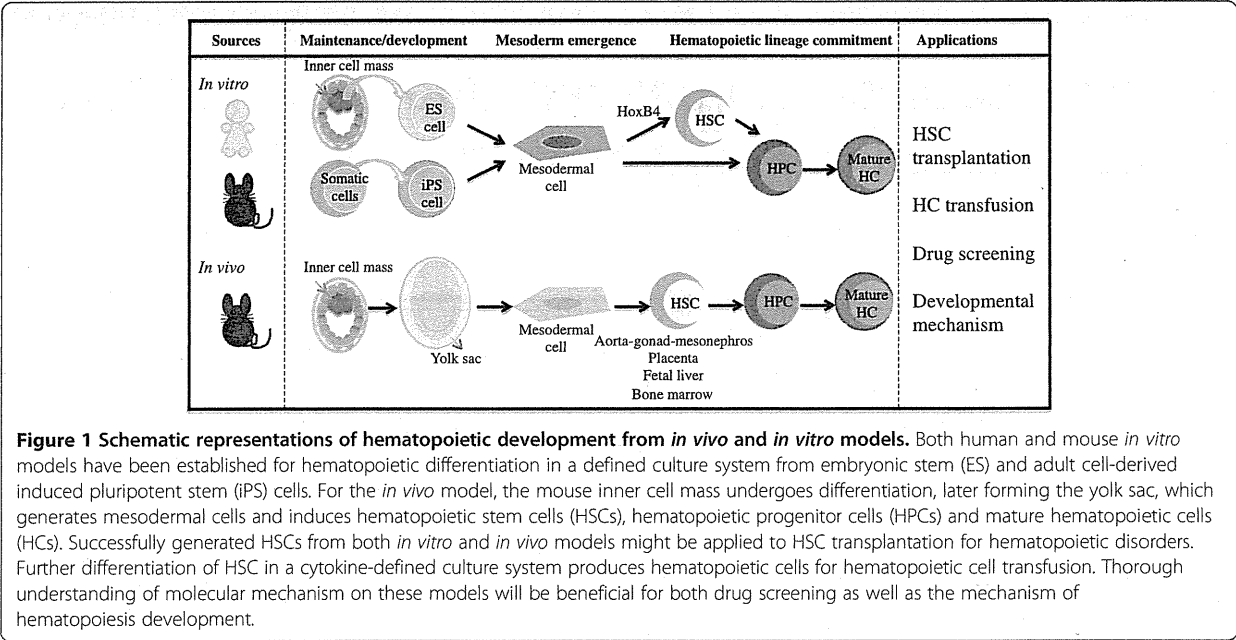 Sources Maintenance/development Mesoderm emergence Hematopoietic lineage commitment Applications
In vitro
Inner cell mass
ES
cell
HoxB4
HSC
Mesodermal
cell
Somatic
cells
iPS
cell
HPC
Mature
HC
HSC
transplantation
HC transfusion
Drug screening
Developmental
mechanism
In vivo
Inner cell mass
Yolk sac
Mesodermal
cell
HSC
HPC
Mature
HC
Aorta-gonad-mesonephros
Placenta
Fetal liver
Bone marrow
Figure 1 Schematic representations of hematopoietic development from in vivo and in vitro models. Both human and mouse in vitro
models have been established for hematopoietic differentiation in a defined culture system from embryonic stem (ES) and adult cell-derived
induced pluripotent stem (iPS) cells. For the in vivo model, the mouse inner cell mass undergoes differentiation, later forming the yolk sac, which
generates mesodermal cells and induces hematopoietic stem cells (HSCs), hematopoietic progenitor cells (HPCs) and mature hematopoietic cells
(HCs). Successfully generated HSCs from both in vitro and in vivo models might be applied to HSC transplantation for hematopoietic disorders.
Further differentiation of HSC in a cytokine-defined culture system produces hematopoietic cells for hematopoietic cell transfusion. Thorough
understanding of molecular mechanism on these models will be beneficial for both drug screening as well as the mechanism of
hematopoiesis development.